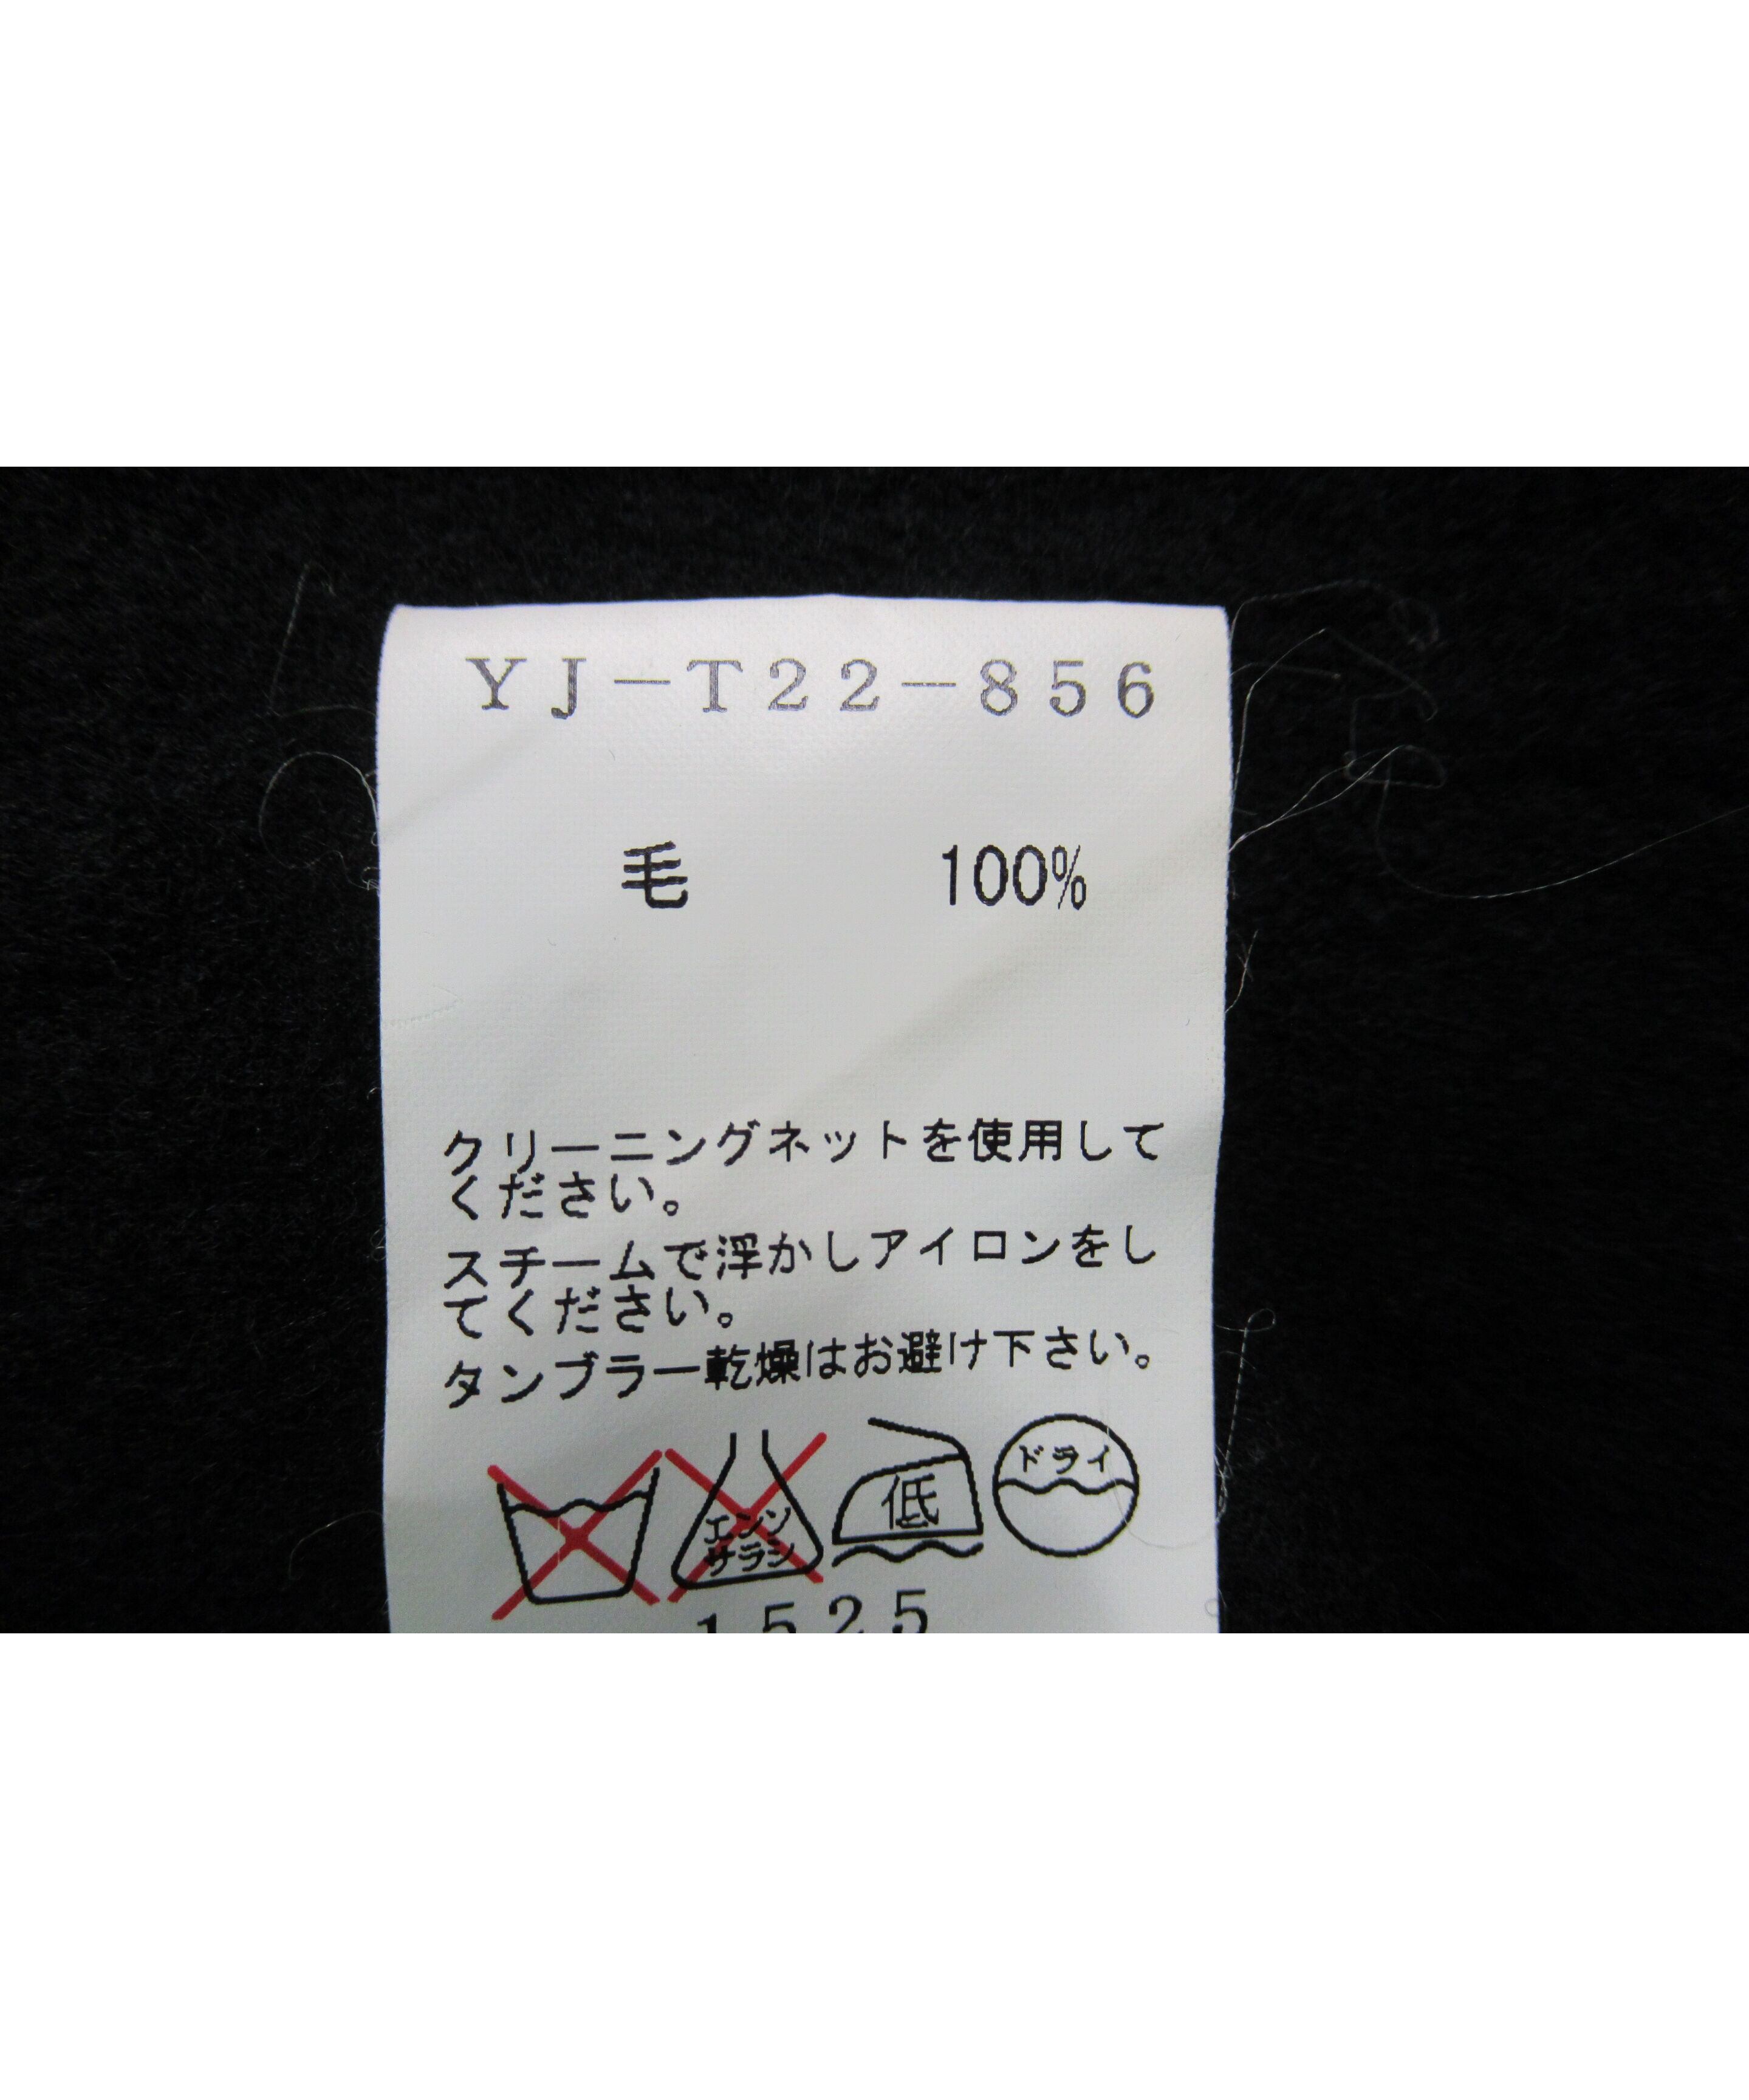 YJ－T22－856
毛 100%
クリーニングネットを使用して
ください。
スチームで浮かしアイロンをし
てください。
タンブラー乾燥はお避け下さい。
エンソ
サラシ
低
ドライ
1525